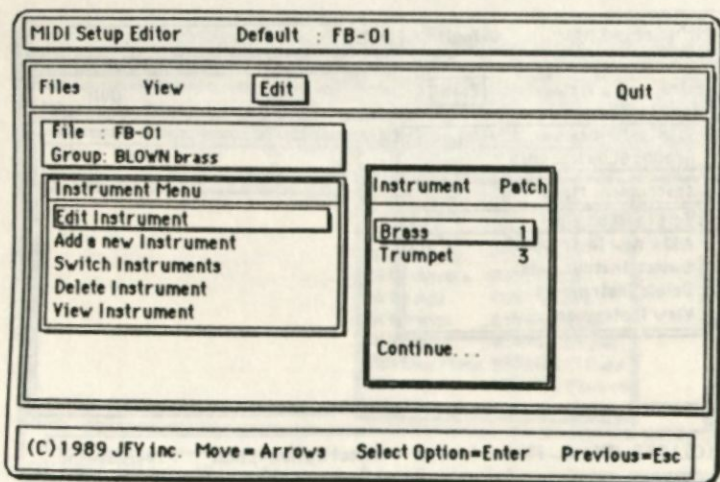 MIDI Setup Editor Default : FB-01
Files View Edit Quit
File : FB-01
Group: BLOWN brass
Instrument Menu
Edit Instrument
Add a new Instrument
Switch Instruments
Delete Instrument
View Instrument
Instrument Patch
Brass 1
Trumpet 3
Continue...
(C)1989 JFY inc. Move = Arrows Select Option=Enter Previous=Esc